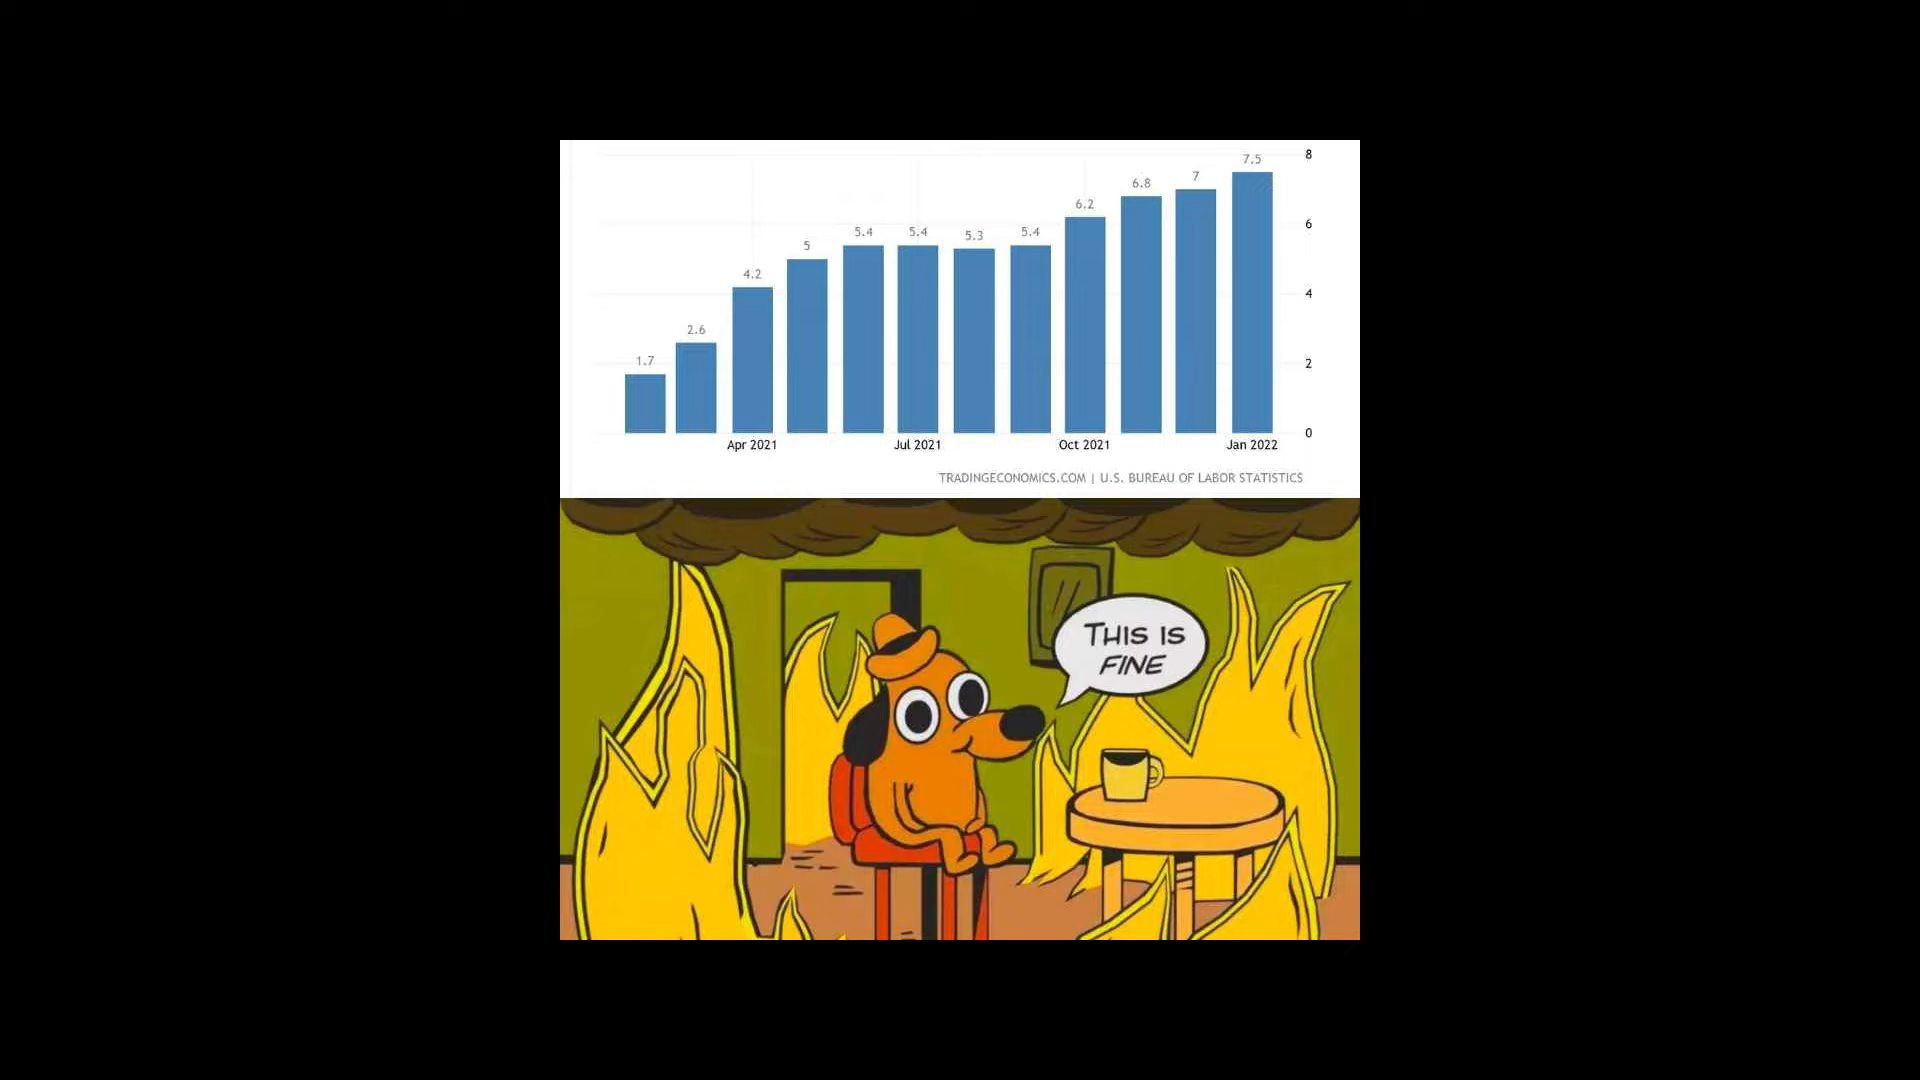 8
7.5
7
6.8
6.2
6
5.4 5.4 5.3 5.4
5
4.2
4
2.6
2
1.7
0
Apr 2021 Jul 2021 Oct 2021 Jan 2022
TRADINGECONOMICS.COM | U.S. BUREAU OF LABOR STATISTICS
THIS IS
FINE